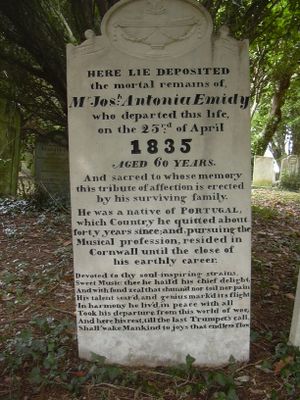 HERE LIE DEPOSITED
the mortal remains of,
Mr. Josh. Antonia Emidy
who departed this life,
on the 23rd of April
1835
AGED 60 YEARS.
And sacred to whose memory
this tribute of affection is erected
by his surviving family.
He was a native of PORTUGAL,
which Country he quitted about
forty years since; and, pursuing the
Musical profession, resided in
Cornwall until the close of
his earthly career.
Devoted to thy soul-inspiring strains,
Sweet Music! thee he hail'd his chief delight,
And with fond zeal that shunn'd nor toil nor pain
His talent soar'd, and genius mark'd its flight
In harmony he liv'd, in peace with all
Took his departure from this world of woe,
And here his rest, till the last Trumpet's call,
Shall 'wake Mankind to joys that endless flow